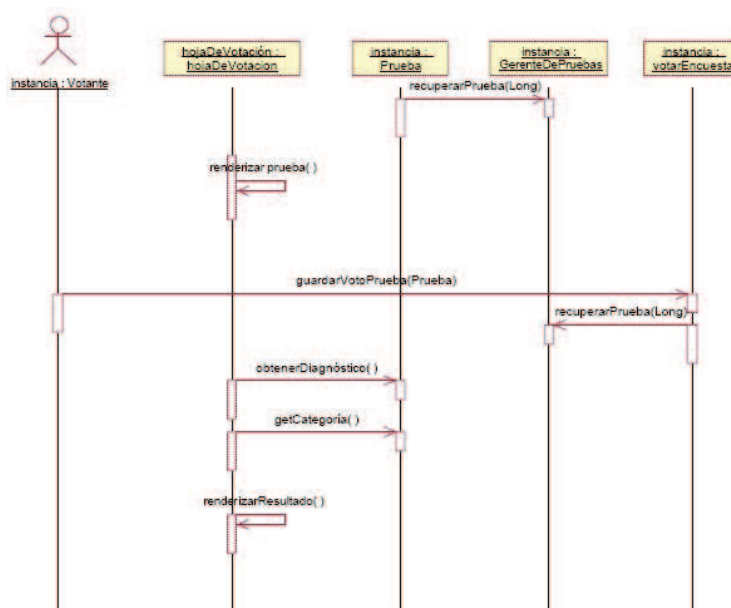 hojaDeVotación :
hojaDeVotacion
instancia :
Prueba
instancia :
GerenteDePruebas
instancia :
votarEncuesta
instancia : Votante
recuperarPrueba(Long)
renderizar prueba( )
guardarVotoPrueba(Prueba)
recuperarPrueba(Long)
obtenerDiagnóstico( )
getCategoría( )
renderizarResultado( )